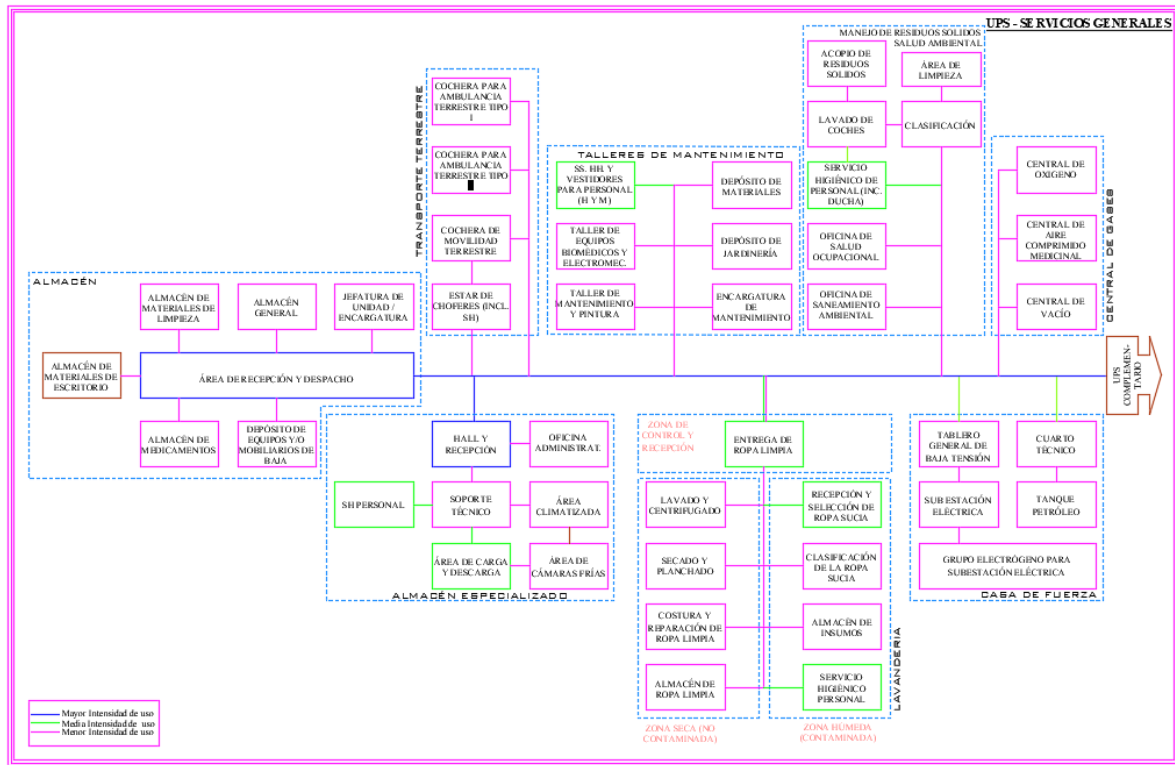 UPS - SERVICIOS GENERALES
MANEJO DE RESIDUOS SOLIDOS
SALUD AMBIENTAL
ACOPIO DE
RESIDUOS
SOLIDOS
ÁREA DE
LIMPIEZA
LAVADO DE
COCHES
CLASIFICACIÓN
SERVICIO
HIGIÉNICO DE
PERSONAL (INC.
DUCHA)
OFICINA DE
SALUD
OCUPACIONAL
OFICINA DE
SANEAMIENTO
AMBIENTAL
TRANSPORTE TERRESTRE
COCHERA PARA
AMBULANCIA
TERRESTRE TIPO
I
COCHERA PARA
AMBULANCIA
TERRESTRE TIPO
COCHERA DE
MOVILIDAD
TERRESTRE
ESTAR DE
CHOFERES (INCL.
SH)
TALLERES DE MANTENIMIENTO
SS. HH. Y
VESTIDORES
PARA PERSONAL
(H Y M)
DEPÓSITO DE
MATERIALES
TALLER DE
EQUIPOS
BIOMÉDICOS Y
ELECTROMEC.
DEPÓSITO DE
JARDINERÍA
TALLER DE
MANTENIMIENTO
Y PINTURA
ENCARGATURA
DE
MANTENIMIENTO
CENTRAL DE GASES
CENTRAL DE
OXIGENO
CENTRAL DE
AIRE
COMPRIMIDO
MEDICINAL
CENTRAL DE
VACÍO
ALMACÉN
ALMACÉN DE
MATERIALES DE
LIMPIEZA
ALMACÉN
GENERAL
JEFATURA DE
UNIDAD /
ENCARGATURA
ALMACÉN DE
MATERIALES DE
ESCRITORIO
ÁREA DE RECEPCIÓN Y DESPACHO
ALMACÉN DE
MEDICAMENTOS
DEPÓSITO DE
EQUIPOS Y/O
MOBILIARIOS DE
BAJA
UPS
COMPLEMEN-
TARIO
HALL Y
RECEPCIÓN
OFICINA
ADMINISTRAT.
SH PERSONAL
SOPORTE
TÉCNICO
ÁREA
CLIMATIZADA
ÁREA DE CARGA
Y DESCARGA
ÁREA DE
CÁMARAS FRÍAS
ALMACÉN ESPECIALIZADO
ZONA DE
CONTROL Y
RECEPCIÓN
ENTREGA DE
ROPA LIMPIA
LAVADO Y
CENTRIFUGADO
RECEPCIÓN Y
SELECCIÓN DE
ROPA SUCIA
SECADO Y
PLANCHADO
CLASIFICACIÓN
DE LA ROPA
SUCIA
COSTURA Y
REPARACIÓN DE
ROPA LIMPIA
ALMACÉN DE
INSUMOS
ALMACÉN DE
ROPA LIMPIA
SERVICIO
HIGIÉNICO
PERSONAL
LAVANDERIA
ZONA SECA (NO
CONTAMINADA)
ZONA HÚMEDA
(CONTAMINADA)
TABLERO
GENERAL DE
BAJA TENSIÓN
CUARTO
TÉCNICO
SUBESTACIÓN
ELÉCTRICA
TANQUE
PETRÓLEO
GRUPO ELECTRÓGENO PARA
SUBESTACIÓN ELÉCTRICA
CASA DE FUERZA
Mayor Intensidad de uso
Media Intensidad de uso
Menor Intensidad de uso